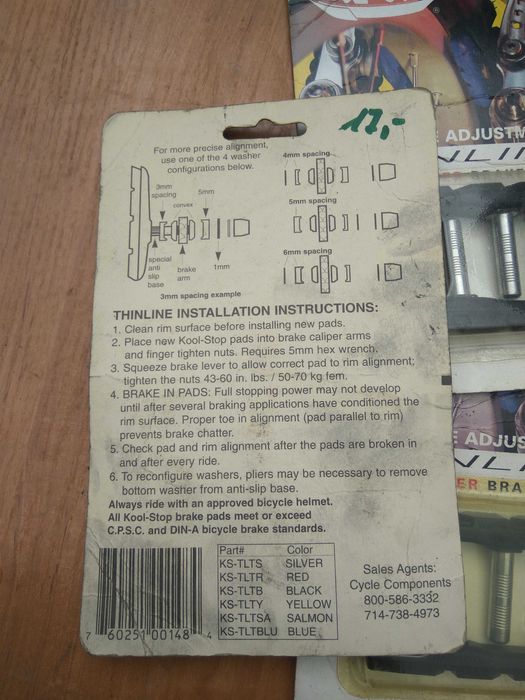 17,-
For more precise alignment,
use one of the 4 washer
configurations below.
3mm
spacing
5mm
convex
special
anti
slip
base
brake
arm
1mm
3mm spacing example
4mm spacing
5mm spacing
6mm spacing
THINLINE INSTALLATION INSTRUCTIONS:
1. Clean rim surface before installing new pads.
2. Place new Kool-Stop pads into brake caliper arms
and finger tighten nuts. Requires 5mm hex wrench.
3. Squeeze brake lever to allow correct pad to rim alignment;
tighten the nuts 43-60 in. lbs. / 50-70 kg fem.
4. BRAKE IN PADS: Full stopping power may not develop
until after several braking applications have conditioned the
rim surface. Proper toe in alignment (pad parallel to rim)
prevents brake chatter.
5. Check pad and rim alignment after the pads are broken in
and after every ride.
6. To reconfigure washers, pliers may be necessary to remove
bottom washer from anti-slip base.
Always ride with an approved bicycle helmet.
All Kool-Stop brake pads meet or exceed
C.P.S.C. and DIN-A bicycle brake standards.
Part# Color
KS-TLTS SILVER
KS-TLTR RED
KS-TLTB BLACK
KS-TLTY YELLOW
KS-TLTSA SALMON
KS-TLTBLU BLUE
Sales Agents:
Cycle Components
800-586-3332
714-738-4973
7 60251 00148 4
E ADJUSTM
NLIN
E ADJUS
NLI
ER BRA